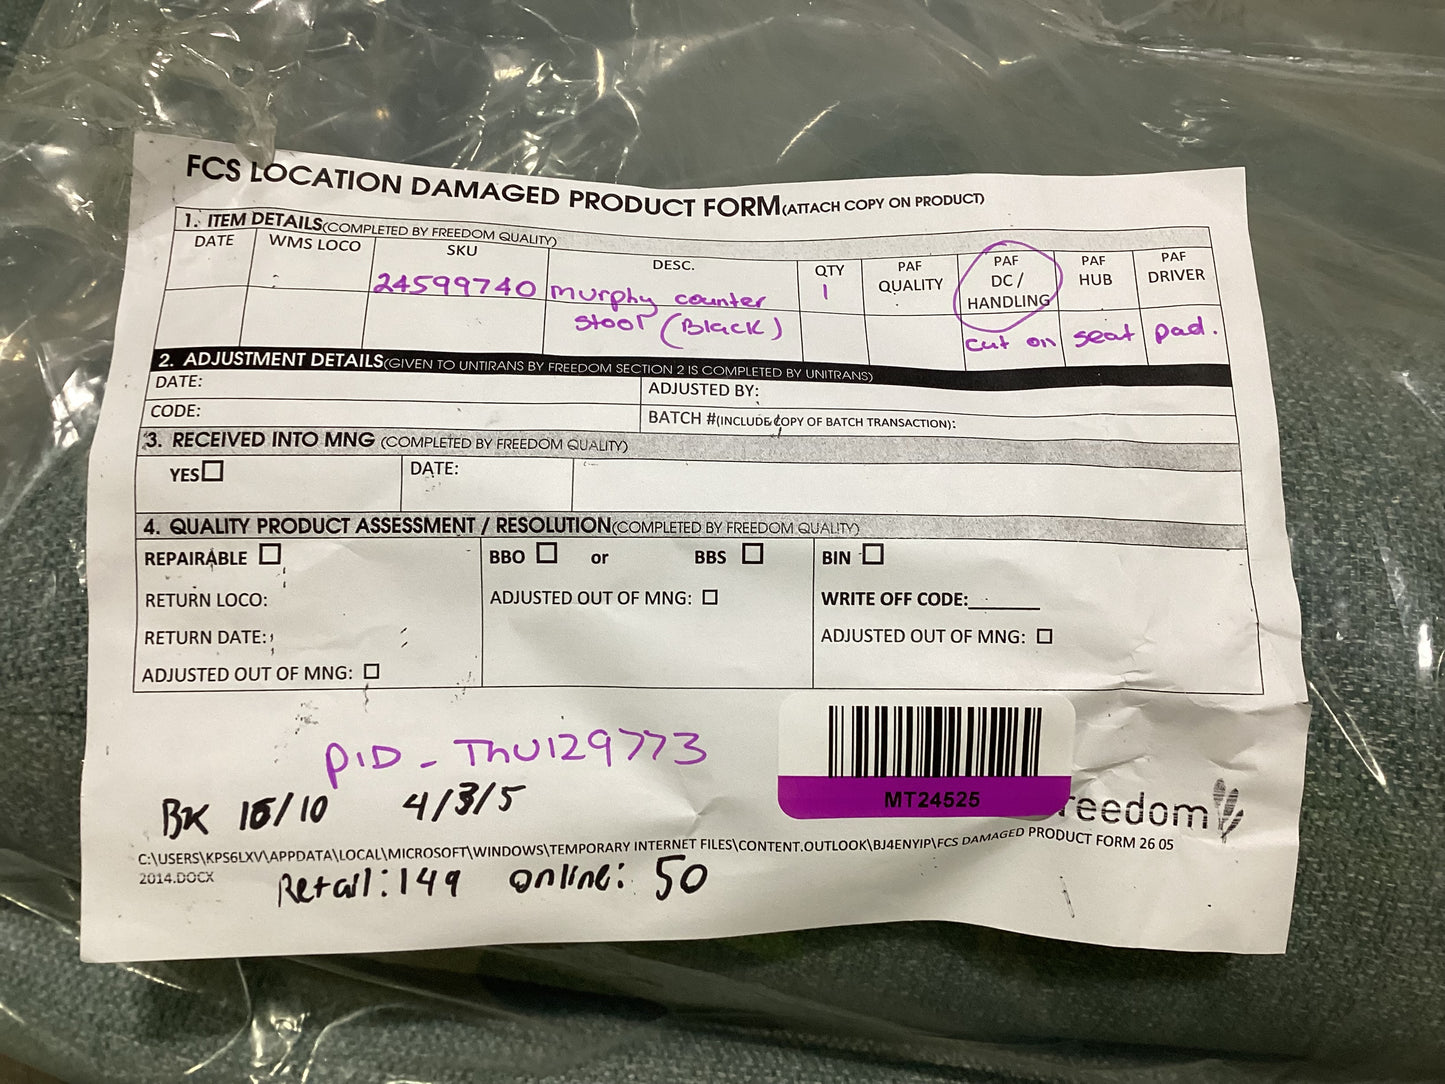 FCS LOCATION DAMAGED PRODUCT FORM(ATTACH COPY ON PRODUCT)
1. ITEM DETAILS(COMPLETED BY FREEDOM QUALITY)
DATE WMS LOCO SKU DESC. QTY PAF QUALITY PAF DC / HANDLING PAF HUB PAF DRIVER
24599740 murphy counter 1
stool (Black) cut on seat pad.
2. ADJUSTMENT DETAILS(GIVEN TO UNTIRANS BY FREEDOM SECTION 2 IS COMPLETED BY UNITRANS)
DATE: ADJUSTED BY:
CODE: BATCH #(INCLUDE COPY OF BATCH TRANSACTION):
3. RECEIVED INTO MNG (COMPLETED BY FREEDOM QUALITY)
YES DATE:
4. QUALITY PRODUCT ASSESSMENT / RESOLUTION(COMPLETED BY FREEDOM QUALITY)
REPAIRABLE BBO or BBS BIN
RETURN LOCO: ADJUSTED OUT OF MNG: WRITE OFF CODE:
RETURN DATE: ADJUSTED OUT OF MNG:
ADJUSTED OUT OF MNG:
PID - THU129773
MT24525
BK 4/3/5 reedom
C:\USERS\KPS6LXV\APPDATA\LOCAL\MICROSOFT\WINDOWS\TEMPORARY INTERNET FILES\CONTENT.OUTLOOK\BJ4ENYIP\FCS DAMAGED PRODUCT FORM 26 05
2014.DOCX
Retail: 149 online: 50